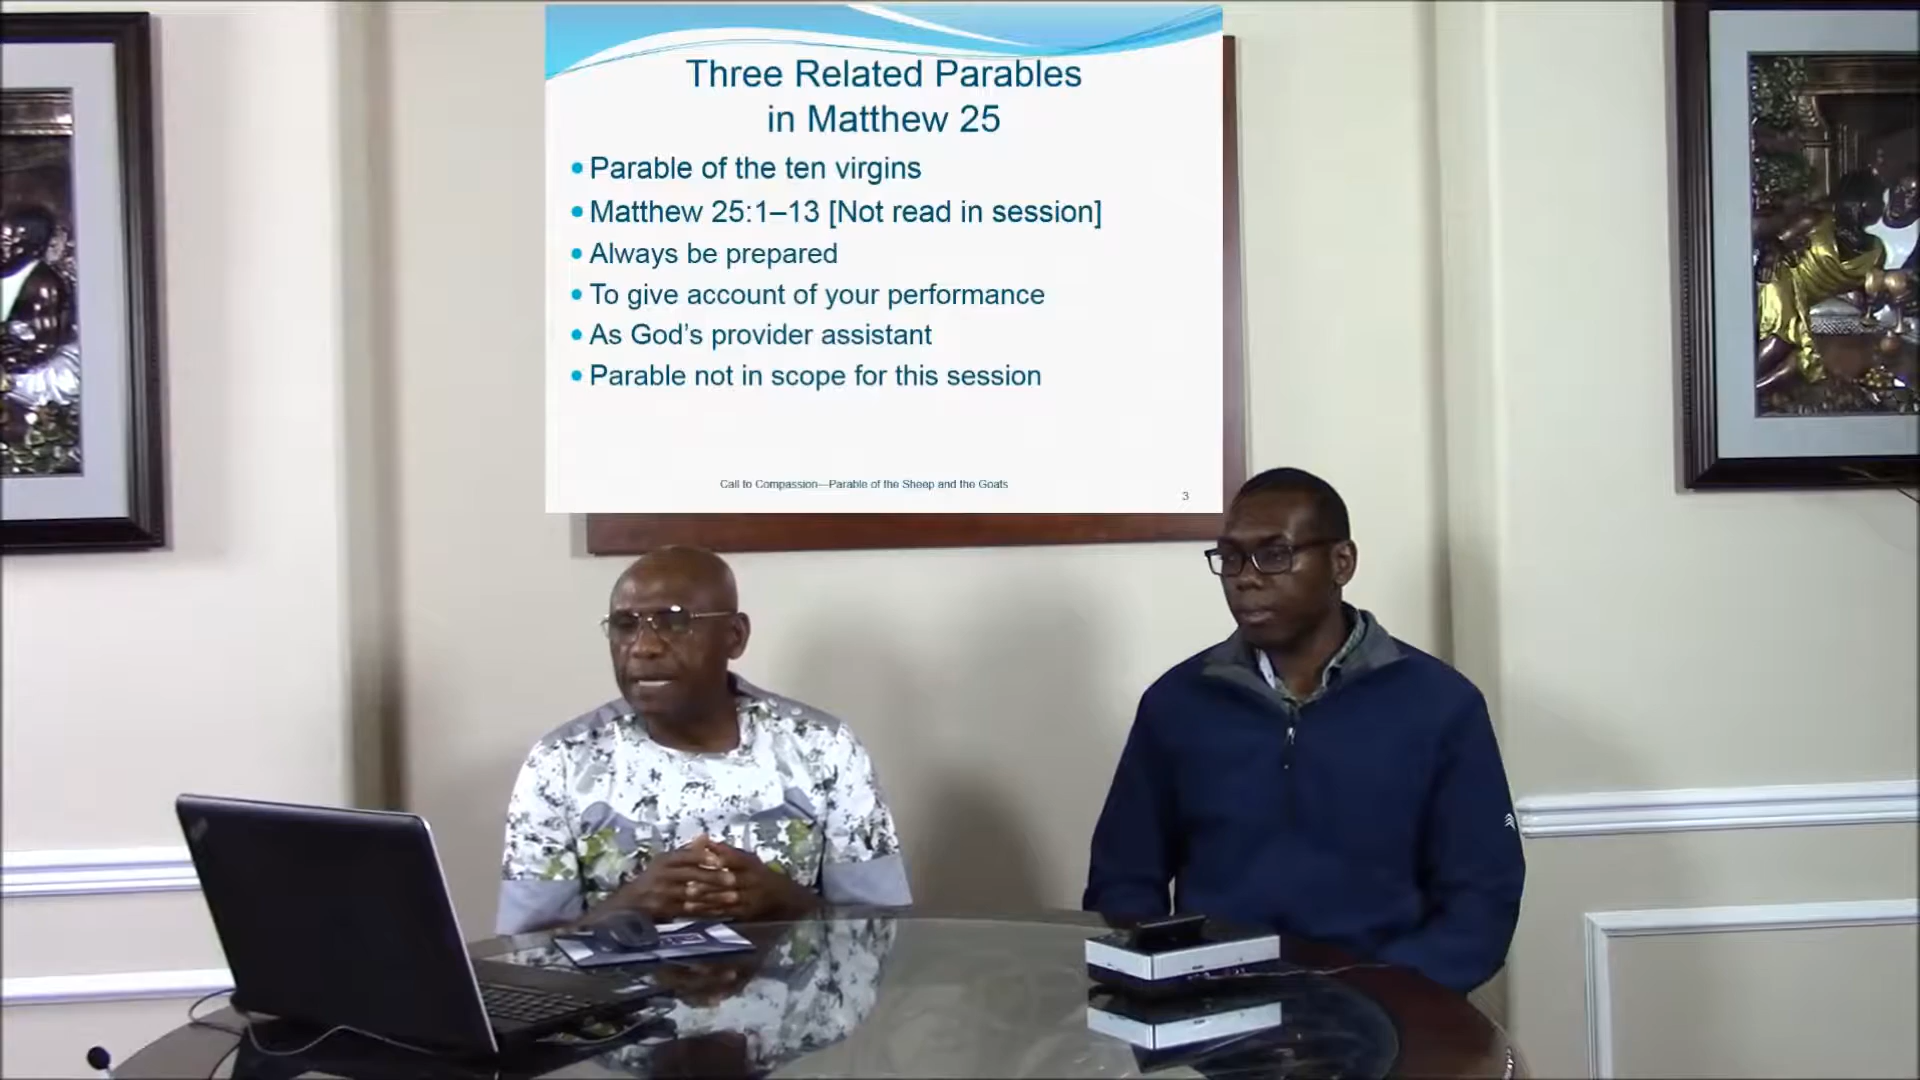 Three Related Parables
in Matthew 25
Parable of the ten virgins
Matthew 25:1–13 [Not read in session]
Always be prepared
To give account of your performance
As God's provider assistant
Parable not in scope for this session
Call to Compassion—Parable of the Sheep and the Goats
3